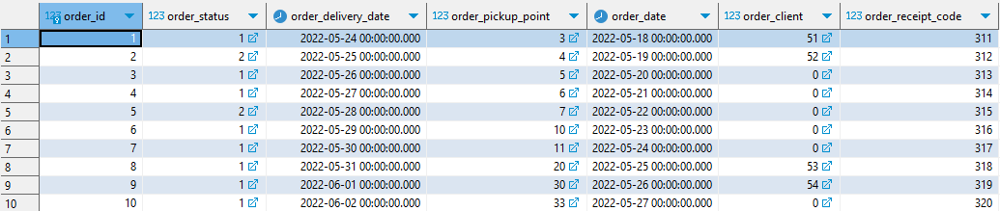 123 order_id 123 order_status order_delivery_date 123 order_pickup_point order_date 123 order_client 123 order_receipt_code
1 1 1 2022-05-24 00:00:00.000 3 2022-05-18 00:00:00.000 51 311
2 2 2 2022-05-25 00:00:00.000 4 2022-05-19 00:00:00.000 52 312
3 3 1 2022-05-26 00:00:00.000 5 2022-05-20 00:00:00.000 0 313
4 4 1 2022-05-27 00:00:00.000 6 2022-05-21 00:00:00.000 0 314
5 5 2 2022-05-28 00:00:00.000 7 2022-05-22 00:00:00.000 0 315
6 6 1 2022-05-29 00:00:00.000 10 2022-05-23 00:00:00.000 0 316
7 7 1 2022-05-30 00:00:00.000 11 2022-05-24 00:00:00.000 0 317
8 8 1 2022-05-31 00:00:00.000 20 2022-05-25 00:00:00.000 53 318
9 9 1 2022-06-01 00:00:00.000 30 2022-05-26 00:00:00.000 54 319
10 10 1 2022-06-02 00:00:00.000 33 2022-05-27 00:00:00.000 0 320